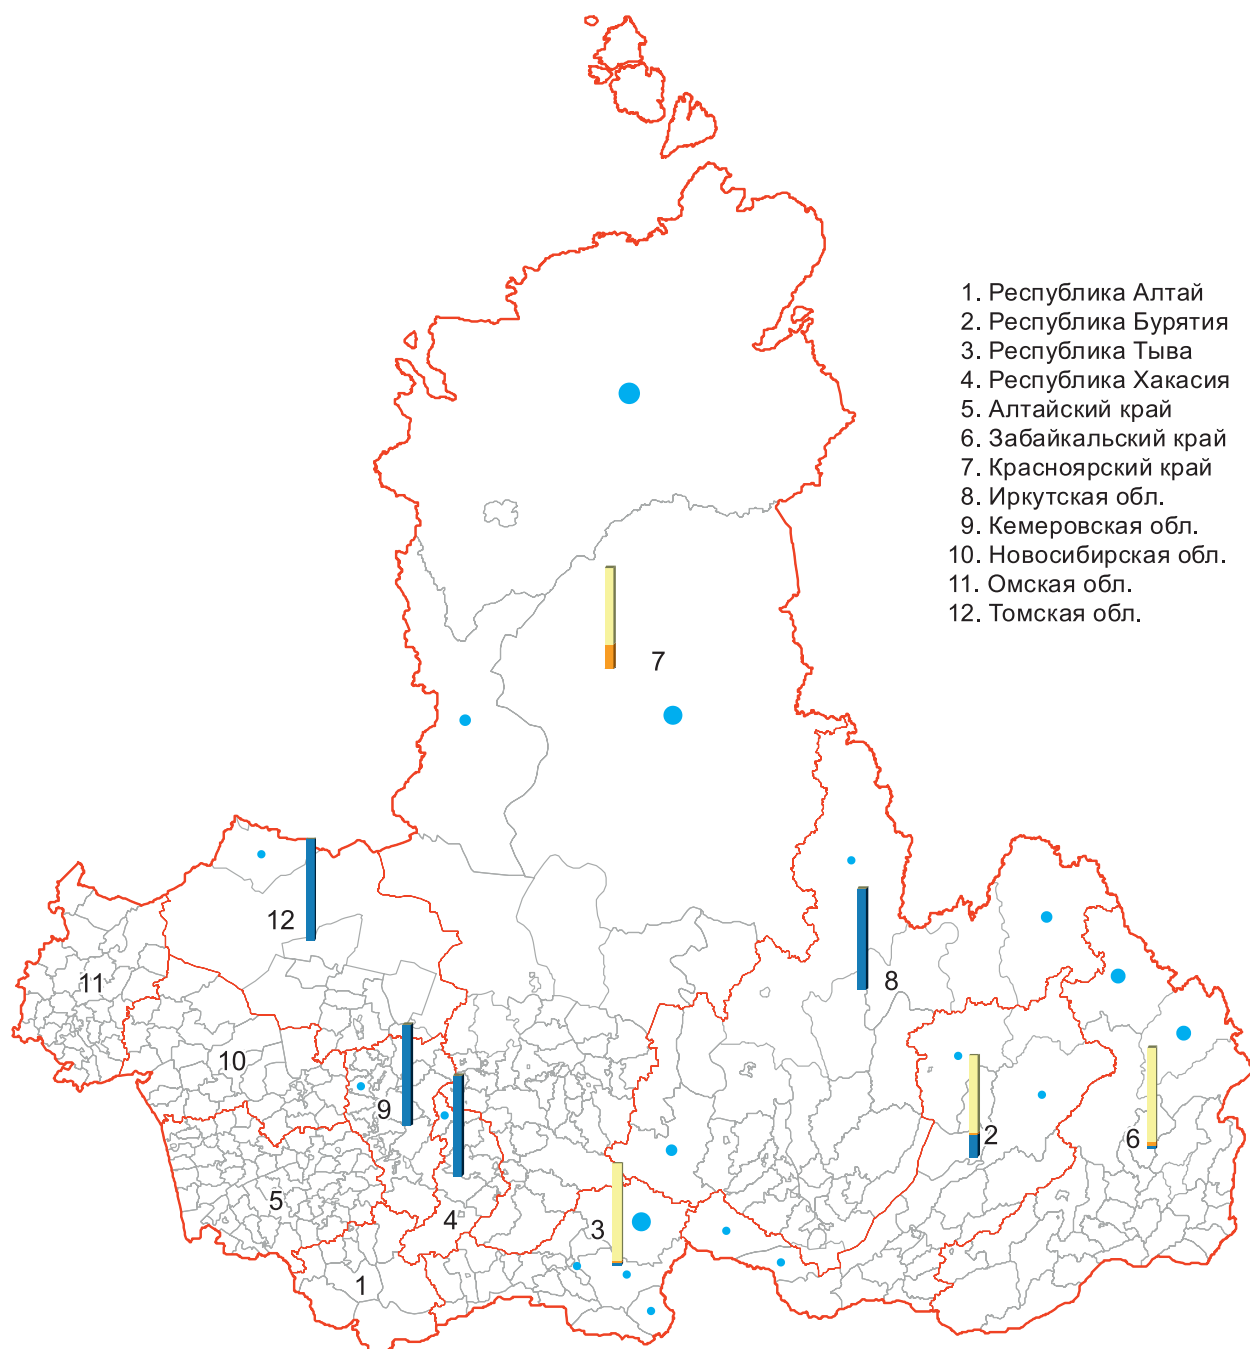 1. Республика Алтай
2. Республика Бурятия
3. Республика Тыва
4. Республика Хакасия
5. Алтайский край
6. Забайкальский край
7. Красноярский край
8. Иркутская обл.
9. Кемеровская обл.
10. Новосибирская обл.
11. Омская обл.
12. Томская обл.
7
12
11
8
10
9
2
6
5
4
3
1